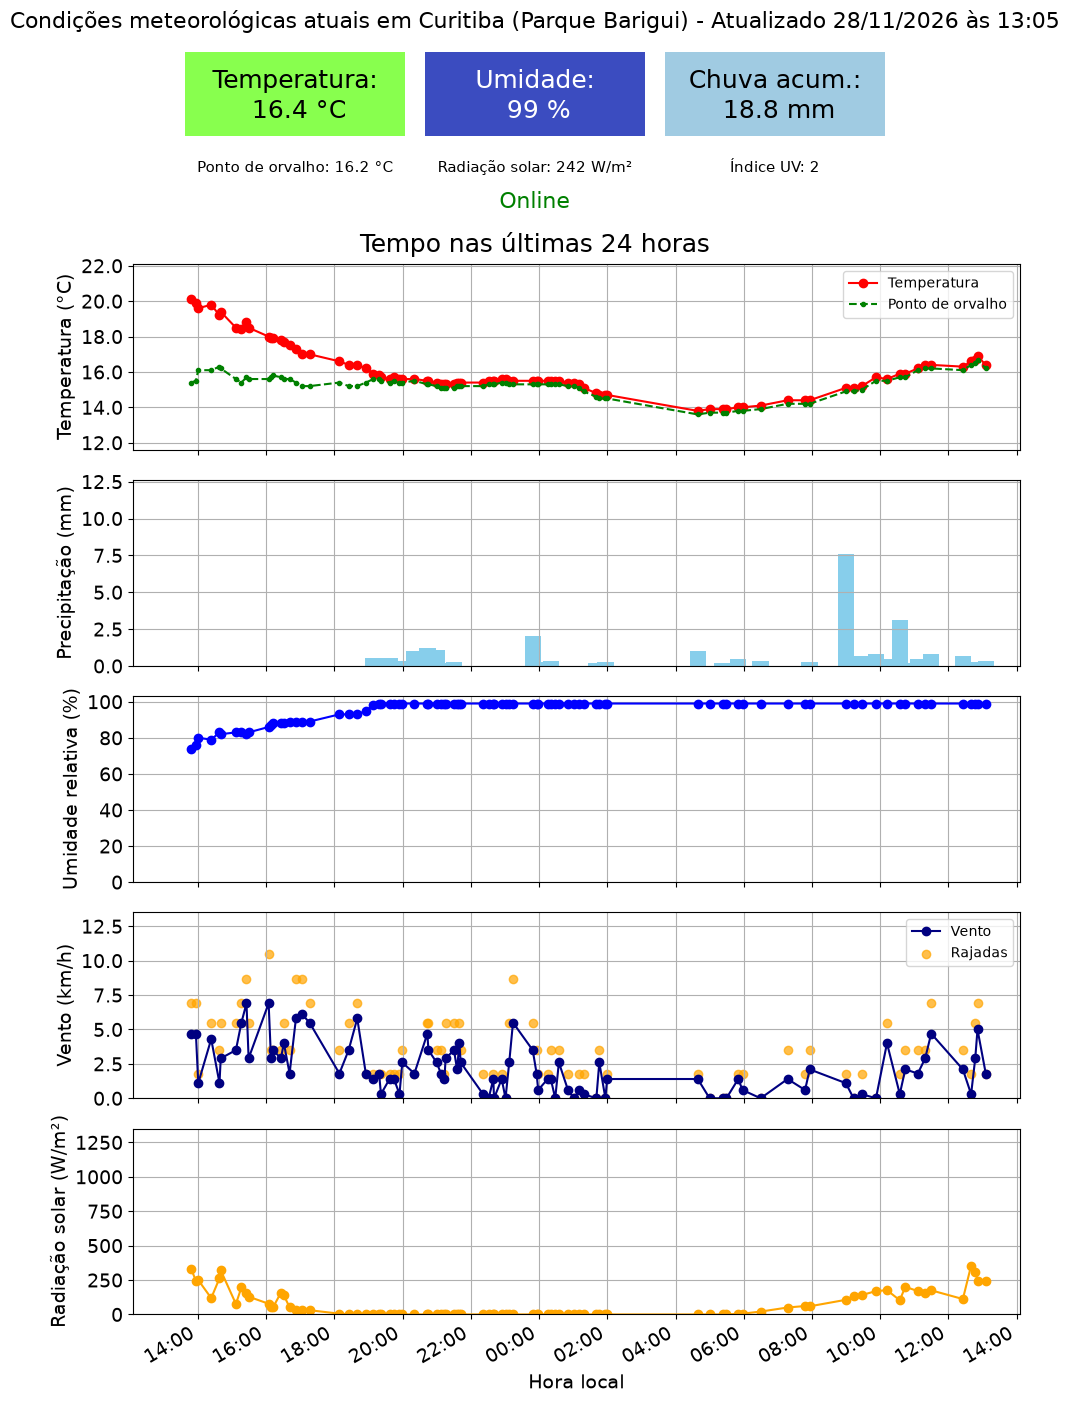 Condições meteorológicas atuais em Curitiba (Parque Barigui) - Atualizado 28/11/2026 às 13:05
Temperatura:
16.4 °C
Umidade:
99 %
Chuva acum.:
18.8 mm
Ponto de orvalho: 16.2 °C
Radiação solar: 242 W/m²
Índice UV: 2
Online
Tempo nas últimas 24 horas
Temperatura (°C)
22.0
20.0
18.0
16.0
14.0
12.0
Temperatura
Ponto de orvalho
Precipitação (mm)
12.5
10.0
7.5
5.0
2.5
0.0
Umidade relativa (%)
100
80
60
40
20
0
Vento (km/h)
12.5
10.0
7.5
5.0
2.5
0.0
Vento
Rajadas
Radiação solar (W/m²)
1250
1000
750
500
250
0
14:00
16:00
18:00
20:00
22:00
00:00
02:00
04:00
06:00
08:00
10:00
12:00
14:00
Hora local